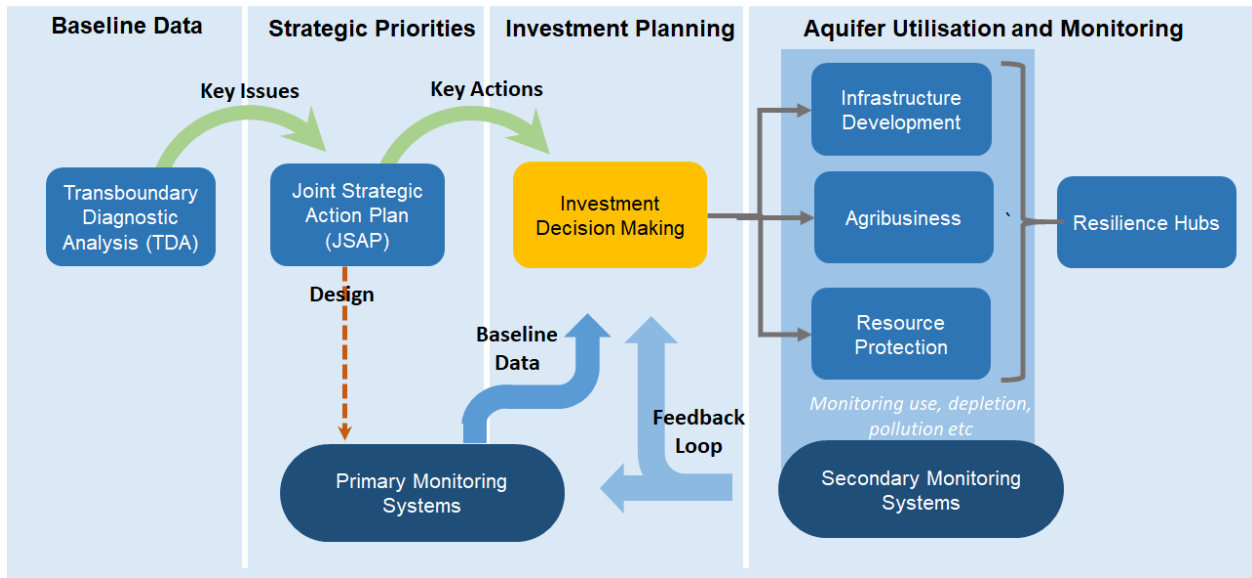 Baseline Data
Strategic Priorities
Investment Planning
Aquifer Utilisation and Monitoring
Key Issues
Key Actions
Transboundary
Diagnostic
Analysis (TDA)
Joint Strategic
Action Plan
(JSAP)
Investment
Decision Making
Infrastructure
Development
Agribusiness
Resource
Protection
Resilience Hubs
Design
Baseline
Data
Feedback
Loop
Monitoring use, depletion,
pollution etc
Primary Monitoring
Systems
Secondary Monitoring
Systems